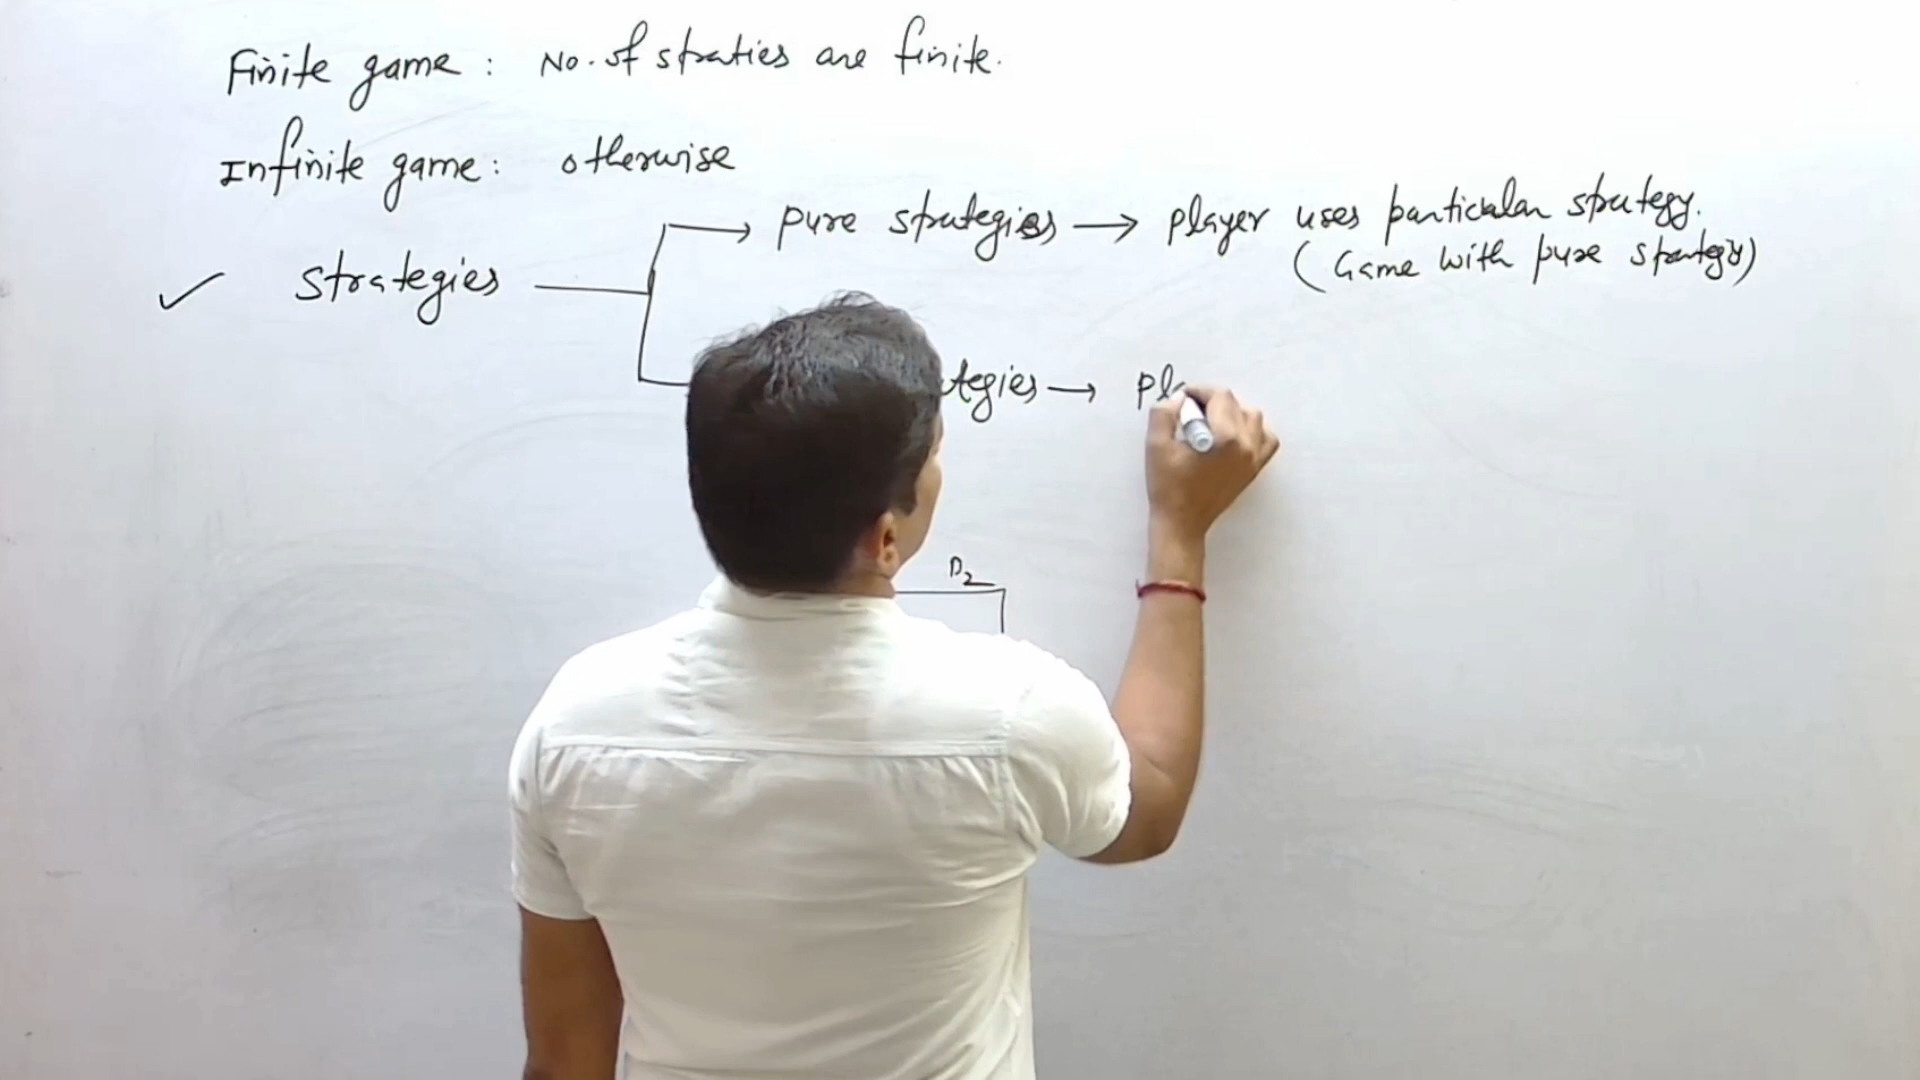 Finite game : No. of straties are finite.
Infinite game : otherwise
pure strategies → player uses particular strategy.
(Game with pure strategy)
✓ strategies
tegies → pl